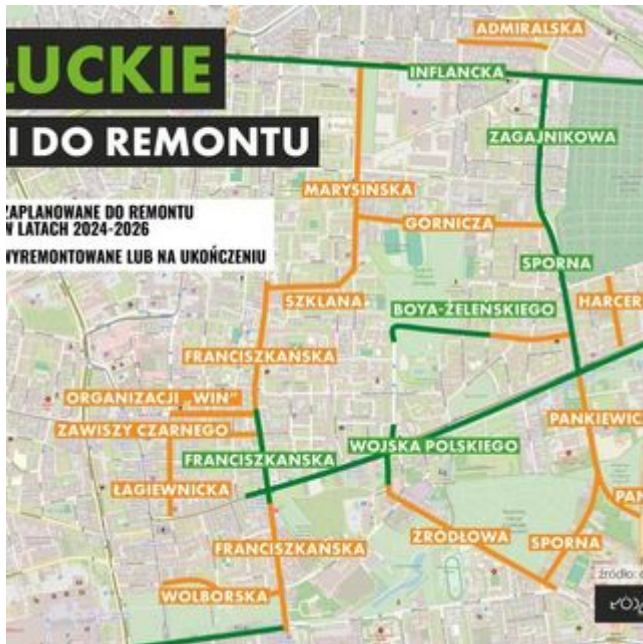 ŁUCKIE
I DO REMONTU
ZAPLANOWANE DO REMONTU
W LATACH 2024-2026
WYREMONTOWANE LUB NA UKOŃCZENIU
ADMIRALSKA
INFLANCKA
ZAGAJNIKOWA
MARYSIŃSKA
GÓRNICZA
SPORNA
SZKLANA
BOYA-ŻELEŃSKIEGO
HARCER
FRANCISZKAŃSKA
ORGANIZACJI „WIN”
ZAWISZY CZARNEGO
PANKIEWIC
FRANCISZKAŃSKA
WOJSKA POLSKIEGO
ŁAGIEWNICKA
PAN
FRANCISZKAŃSKA
ŹRÓDŁOWA
SPORNA
WOLBORSKA
źródło: